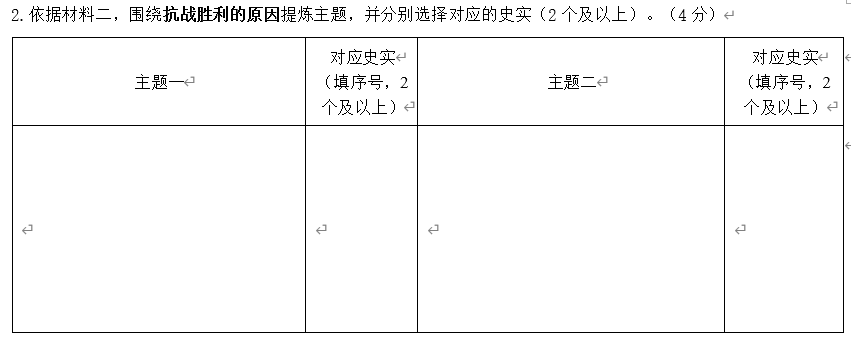 2.依据材料二，围绕抗战胜利的原因提炼主题，并分别选择对应的史实（2个及以上）。（4分）
主题一
对应史实
（填序号，2
个及以上）
主题二
对应史实
（填序号，2
个及以上）